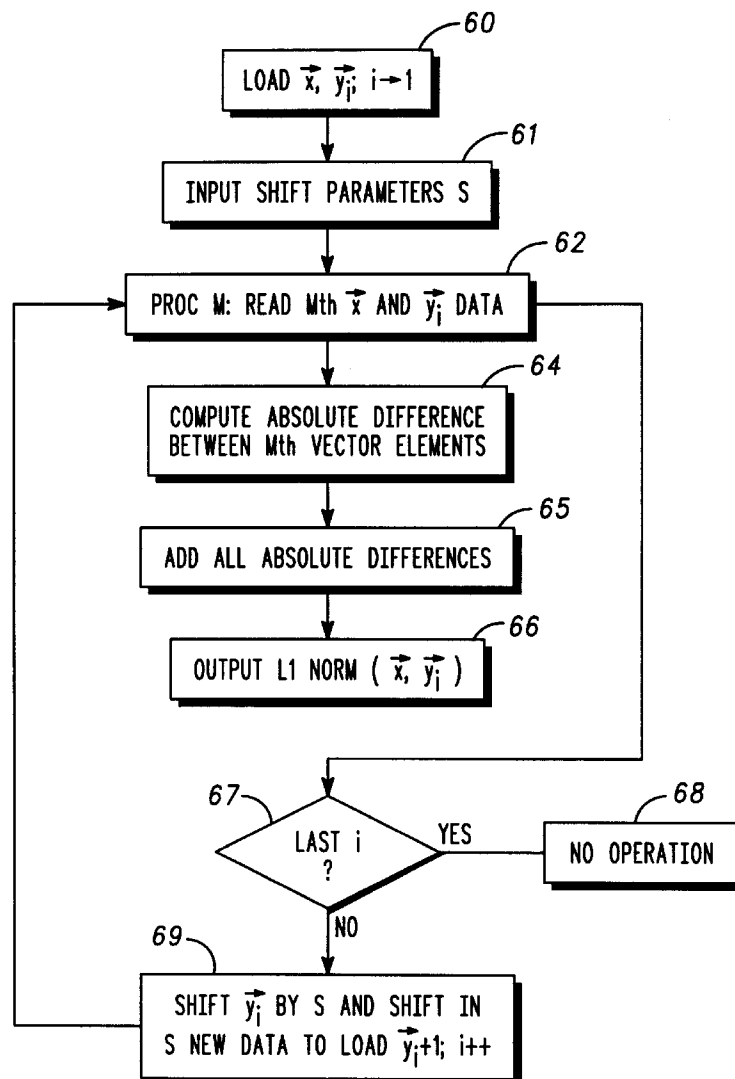 60
LOAD x⃗, y⃗i; i→1
61
INPUT SHIFT PARAMETERS S
62
PROC M: READ Mth x⃗ AND y⃗i DATA
64
COMPUTE ABSOLUTE DIFFERENCE
BETWEEN Mth VECTOR ELEMENTS
65
ADD ALL ABSOLUTE DIFFERENCES
66
OUTPUT L1 NORM ( x⃗, y⃗i )
67
LAST i
?
YES
68
NO OPERATION
NO
69
SHIFT y⃗i BY S AND SHIFT IN
S NEW DATA TO LOAD y⃗i+1; i++